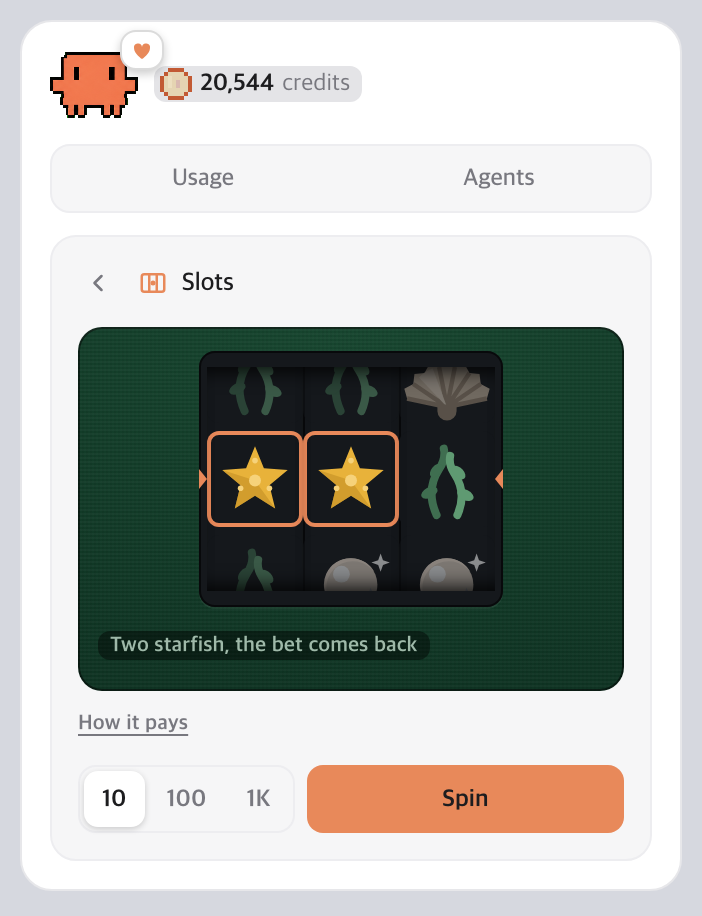 20,544 credits
Usage Agents
Slots
Two starfish, the bet comes back
How it pays
10 100 1K Spin